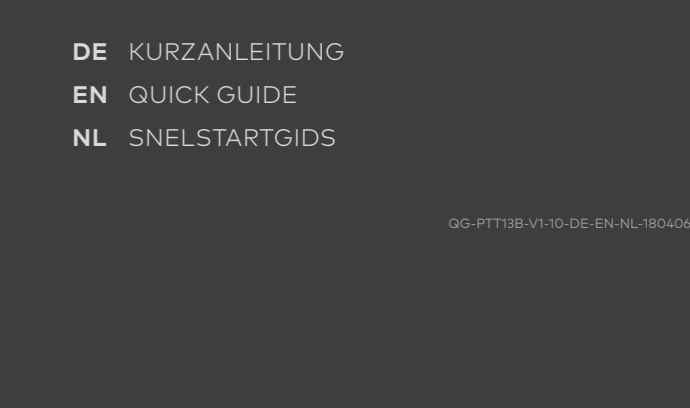 DE KURZANLEITUNG
EN QUICK GUIDE
NL SNELSTARTGIDS
QG-PTT13B-V1-10-DE-EN-NL-180406